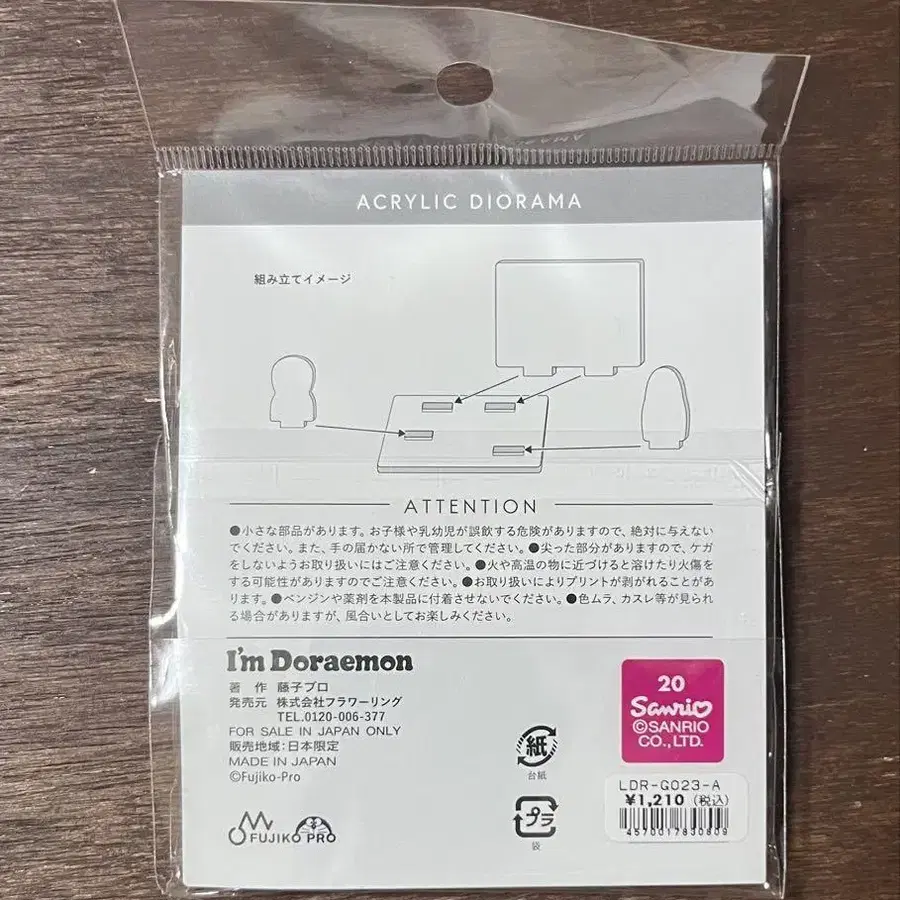 ACRYLIC DIORAMA
組み立てイメージ
ATTENTION
●小さな部品があります。お子様や乳幼児が誤飲する危険がありますので、絶対に与えない
でください。また、手の届かない所で管理してください。●尖った部分がありますので、ケガ
をしないようお取り扱いにはご注意ください。●火や高温の物に近づけると溶けたり火傷を
する可能性がありますのでご注意ください。●お取り扱いによりプリントが剥がれることがあ
ります。●ベンジンや薬剤を本製品に付着させないでください。●色ムラ、カスレ等が見られ
る場合がありますが、風合いとしてお楽しみください。
I'm Doraemon
著 作 藤子プロ
発売元 株式会社フラワーリング
TEL.0120-006-377
FOR SALE IN JAPAN ONLY
販売地域:日本限定
MADE IN JAPAN
©Fujiko-Pro
FUJIKO PRO
紙
台紙
プラ
袋
20
Sanrio
©SANRIO
CO., LTD.
LDR-G023-A
¥1,210 (税込)
4570017830809